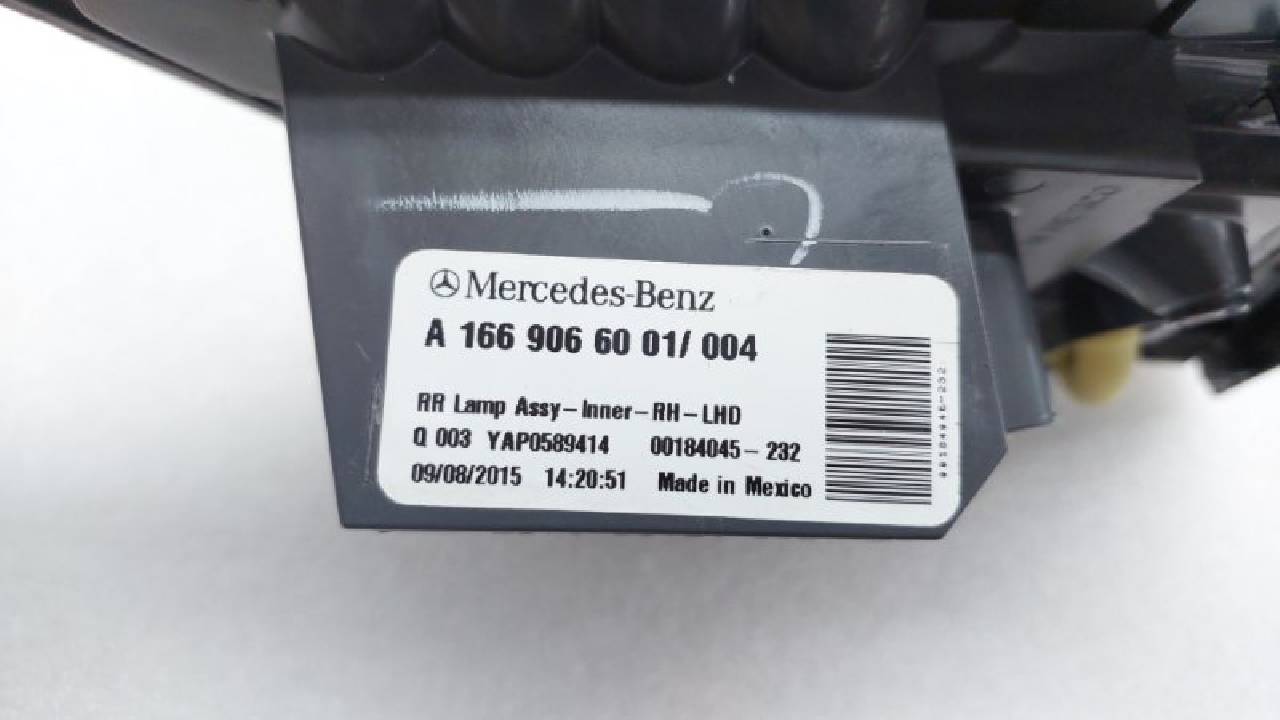 Mercedes-Benz
A 166 906 60 01/ 004
RR Lamp Assy-Inner-RH-LHD
Q 003 YAP0589414 00184045-232
09/08/2015 14:20:51 Made in Mexico